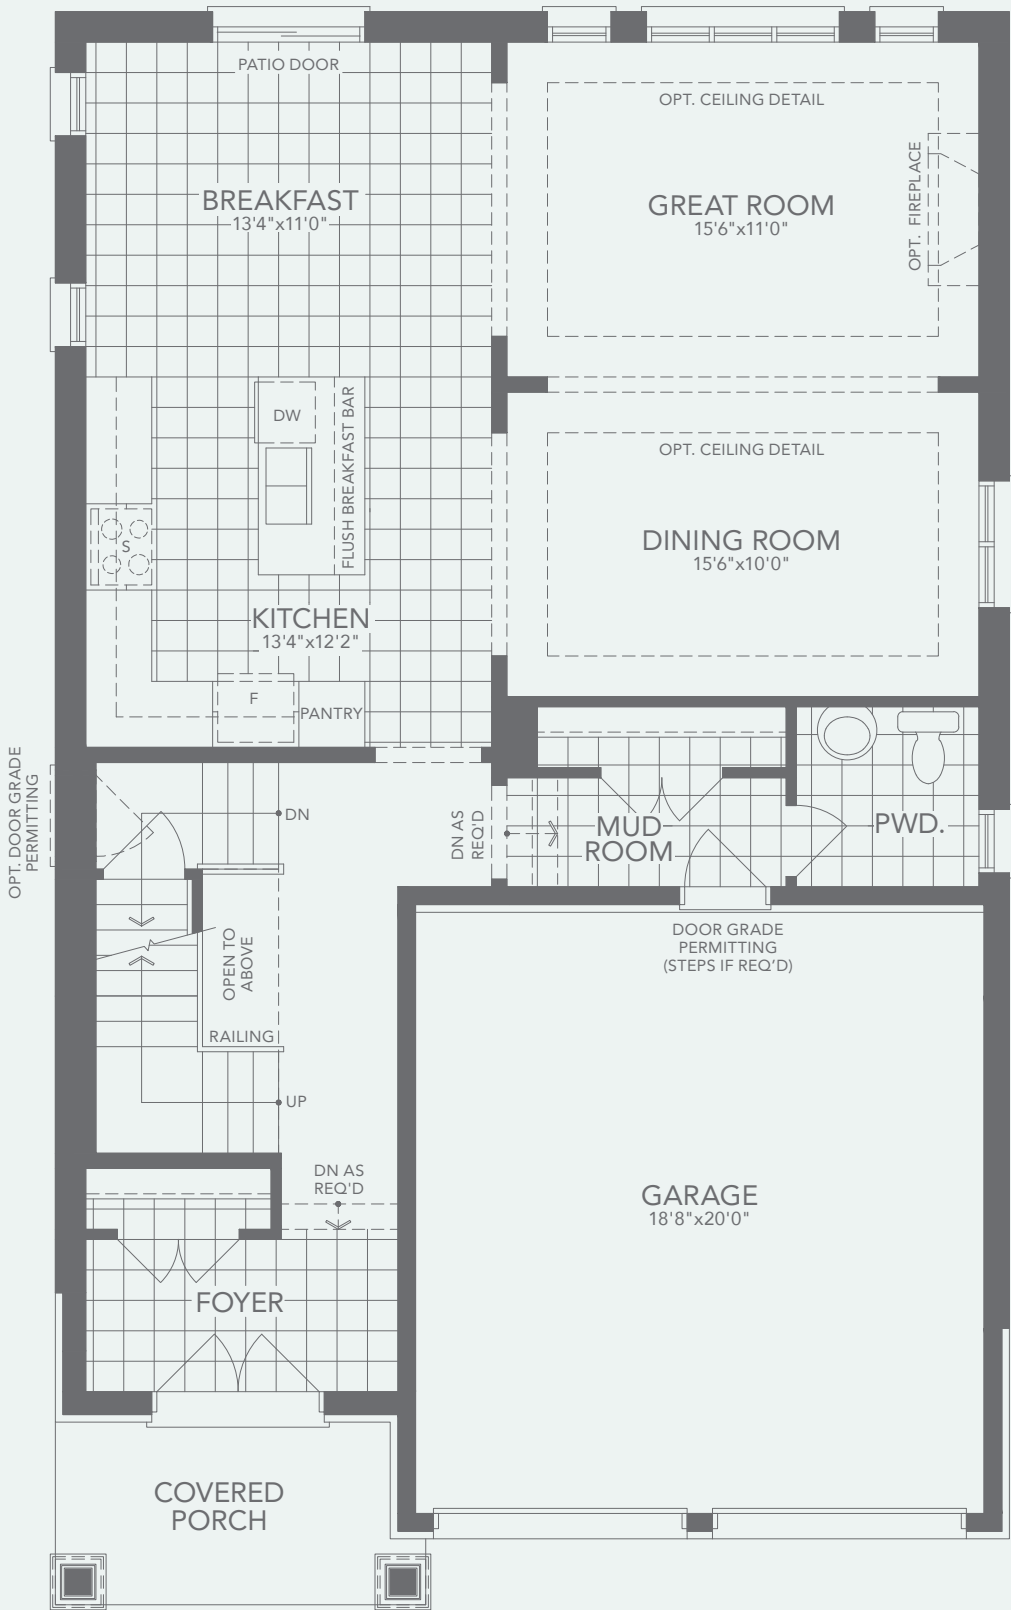 PATIO DOOR
OPT. CEILING DETAIL
BREAKFAST
13'4"x11'0"
GREAT ROOM
15'6"x11'0"
OPT. FIREPLACE
DW
FLUSH BREAKFAST BAR
OPT. CEILING DETAIL
S
DINING ROOM
15'6"x10'0"
KITCHEN
13'4"x12'2"
F
PANTRY
OPT. DOOR GRADE
PERMITTING
DN
DN AS
REQ'D
MUD
ROOM
PWD.
OPEN TO
ABOVE
RAILING
DOOR GRADE
PERMITTING
(STEPS IF REQ'D)
UP
DN AS
REQ'D
GARAGE
18'8"x20'0"
FOYER
COVERED
PORCH